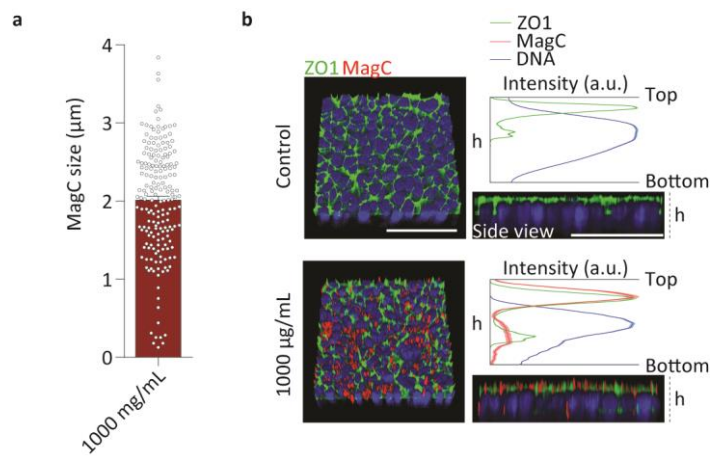 a
MagC size (μm)
4
3
2
1
0
1000 mg/mL
b
ZO1
MagC
DNA
ZO1 MagC
Control
Intensity (a.u.)
Top
h
Bottom
Side view
h
1000 μg/mL
Intensity (a.u.)
Top
h
Bottom
h